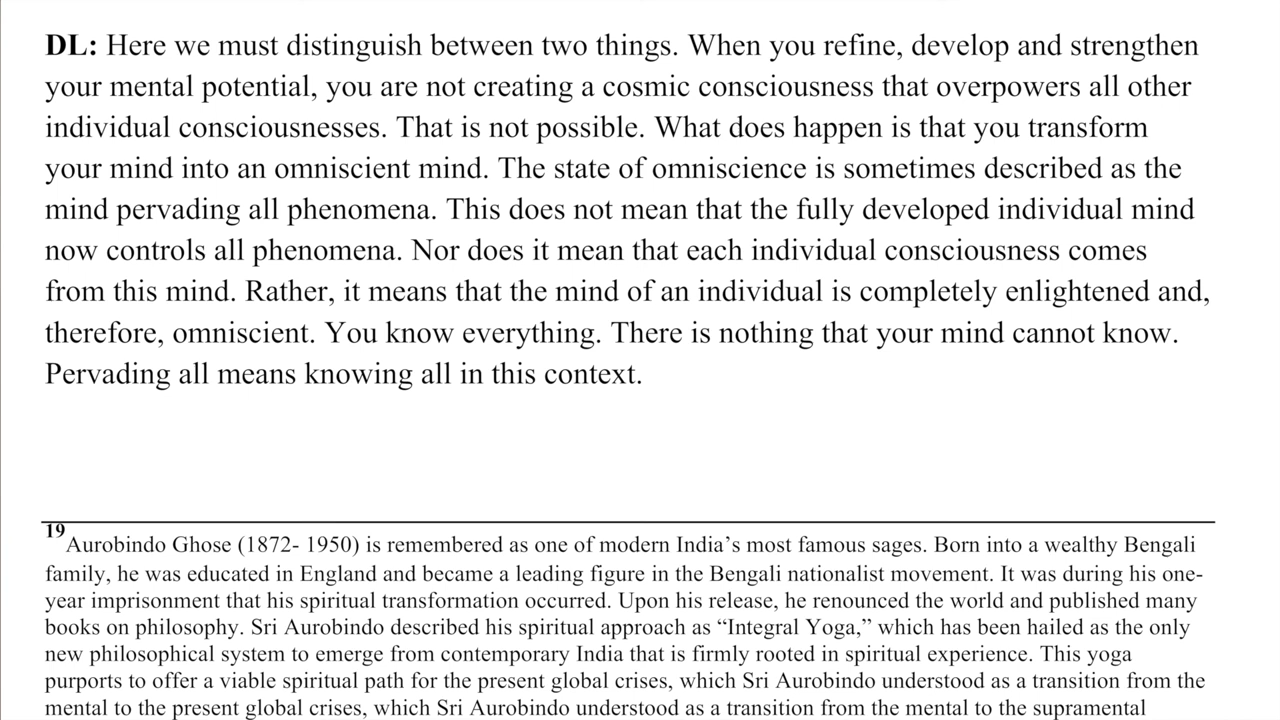 DL: Here we must distinguish between two things. When you refine, develop and strengthen
your mental potential, you are not creating a cosmic consciousness that overpowers all other
individual consciousnesses. That is not possible. What does happen is that you transform
your mind into an omniscient mind. The state of omniscience is sometimes described as the
mind pervading all phenomena. This does not mean that the fully developed individual mind
now controls all phenomena. Nor does it mean that each individual consciousness comes
from this mind. Rather, it means that the mind of an individual is completely enlightened and,
therefore, omniscient. You know everything. There is nothing that your mind cannot know.
Pervading all means knowing all in this context.
19 Aurobindo Ghose (1872- 1950) is remembered as one of modern India’s most famous sages. Born into a wealthy Bengali
family, he was educated in England and became a leading figure in the Bengali nationalist movement. It was during his one-
year imprisonment that his spiritual transformation occurred. Upon his release, he renounced the world and published many
books on philosophy. Sri Aurobindo described his spiritual approach as “Integral Yoga,” which has been hailed as the only
new philosophical system to emerge from contemporary India that is firmly rooted in spiritual experience. This yoga
purports to offer a viable spiritual path for the present global crises, which Sri Aurobindo understood as a transition from the
mental to the present global crises, which Sri Aurobindo understood as a transition from the mental to the supramental